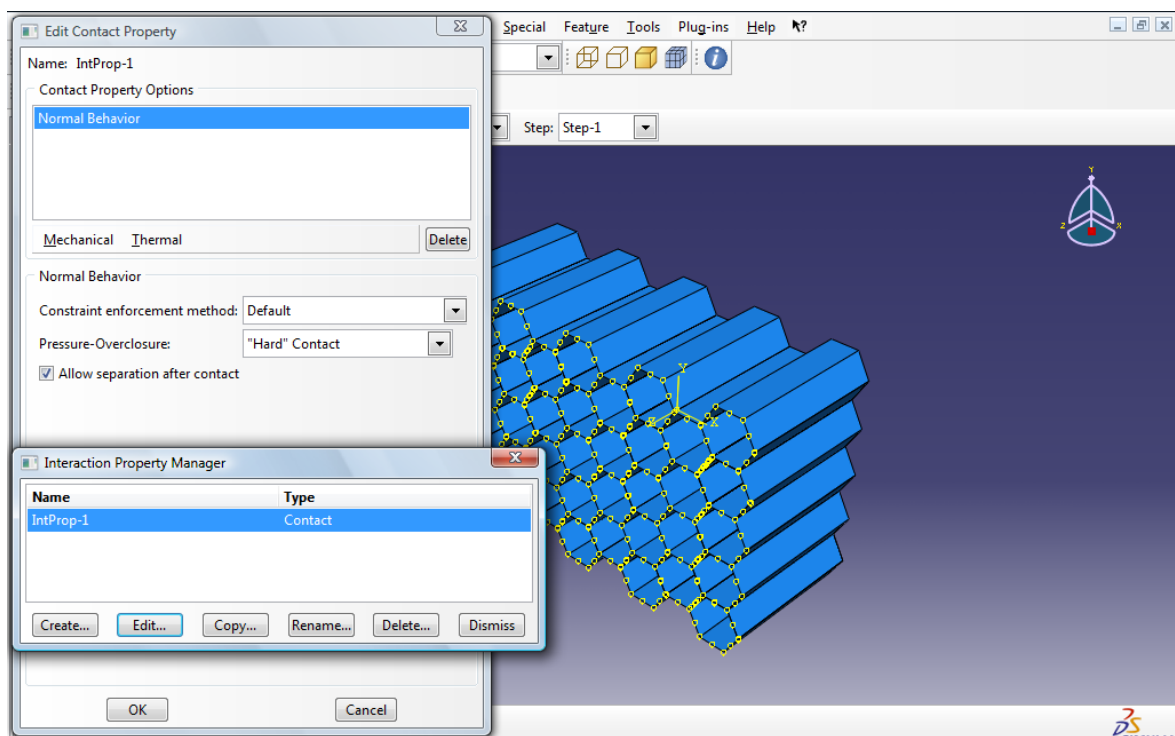 Edit Contact Property
Special Feature Tools Plug-ins Help
Name: IntProp-1
Contact Property Options
Normal Behavior
Step: Step-1
Mechanical Thermal Delete
Normal Behavior
Constraint enforcement method: Default
Pressure-Overclosure: "Hard" Contact
Allow separation after contact
Interaction Property Manager
Name Type
IntProp-1 Contact
Create... Edit... Copy... Rename... Delete... Dismiss
OK Cancel
Y
Z X
Y
Z X
DS